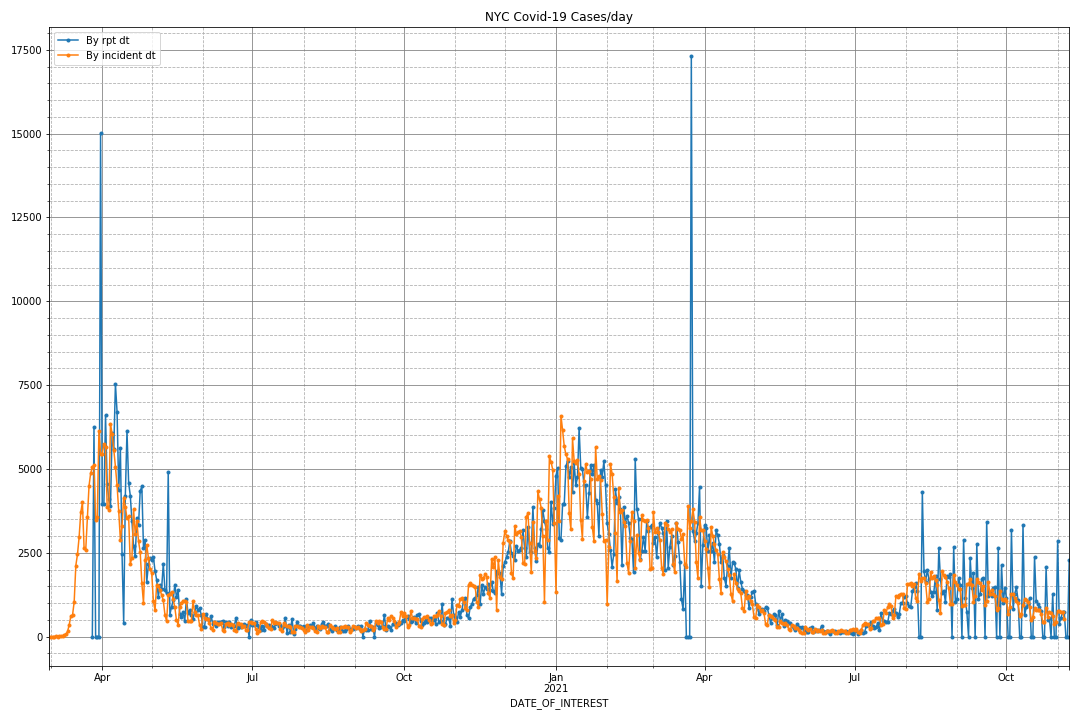 NYC Covid-19 Cases/day
By rpt dt
By incident dt
17500
15000
12500
10000
7500
5000
2500
0
Apr Jul Oct Jan Apr Jul Oct
2021
DATE_OF_INTEREST